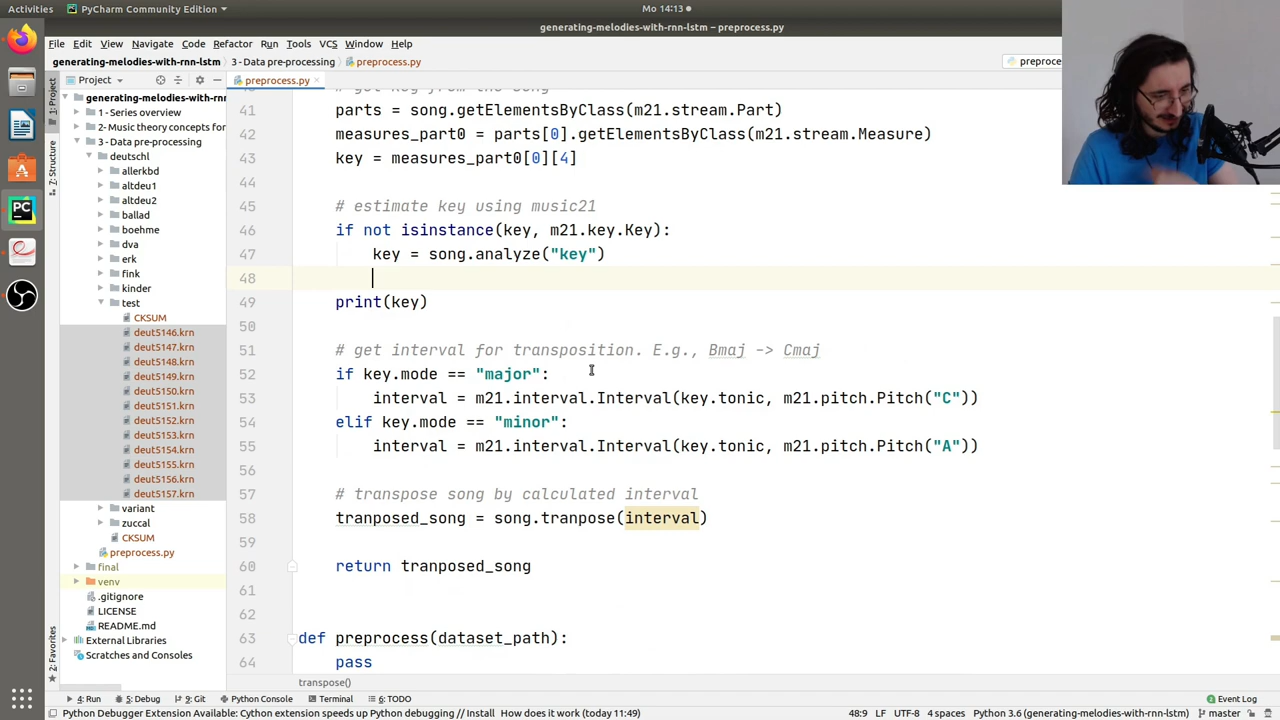 Activities
PyCharm Community Edition
Mo 14:13
generating-melodies-with-rnn-lstm – preprocess.py
File Edit View Navigate Code Refactor Run Tools VCS Window Help
generating-melodies-with-rnn-lstm 3 - Data pre-processing preprocess.py
preproce
Project
preprocess.py
1: Project
7: Structure
2: Favorites
generating-melodies-with-rn
1 - Series overview
2- Music theory concepts for
3 - Data pre-processing
deutschl
allerkbd
altdeu1
altdeu2
ballad
boehme
dva
erk
fink
kinder
test
CKSUM
deut5146.krn
deut5147.krn
deut5148.krn
deut5149.krn
deut5150.krn
deut5151.krn
deut5152.krn
deut5153.krn
deut5154.krn
deut5155.krn
deut5156.krn
deut5157.krn
variant
zuccal
CKSUM
preprocess.py
final
venv
.gitignore
LICENSE
README.md
External Libraries
Scratches and Consoles
41 parts = song.getElementsByClass(m21.stream.Part)
42 measures_part0 = parts[0].getElementsByClass(m21.stream.Measure)
43 key = measures_part0[0][4]
44
45 # estimate key using music21
46 if not isinstance(key, m21.key.Key):
47 key = song.analyze("key")
48
49 print(key)
50
51 # get interval for transposition. E.g., Bmaj -> Cmaj
52 if key.mode == "major":
53 interval = m21.interval.Interval(key.tonic, m21.pitch.Pitch("C"))
54 elif key.mode == "minor":
55 interval = m21.interval.Interval(key.tonic, m21.pitch.Pitch("A"))
56
57 # transpose song by calculated interval
58 tranposed_song = song.tranpose(interval)
59
60 return tranposed_song
61
62
63 def preprocess(dataset_path):
64 pass
transpose()
4: Run 5: Debug 9: Git Python Console Terminal 6: TODO Event Log
Python Debugger Extension Available: Cython extension speeds up Python debugging // Install How does it work (today 11:49) 48:9 LF UTF-8 4 spaces Python 3.6 (generating-melodies-with-rnn-lstm) master